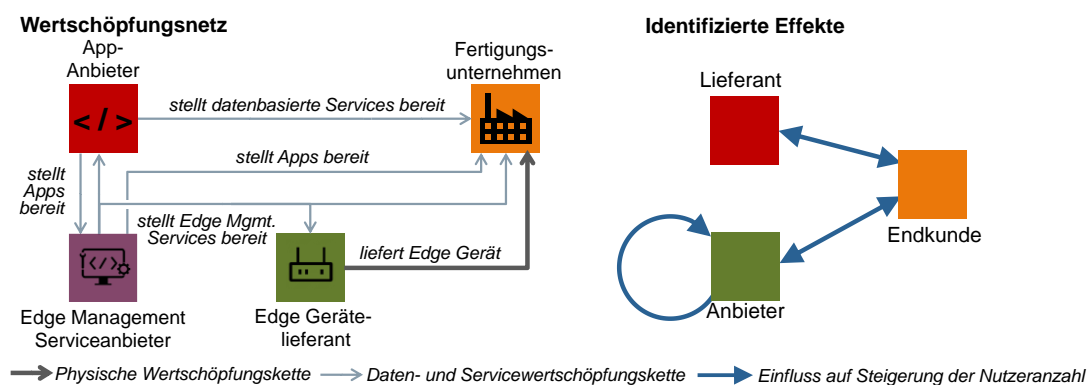 Wertschöpfungsnetz
Identifizierte Effekte
App-
Anbieter
Fertigungs-
unternehmen
Lieferant
stellt datenbasierte Services bereit
< / >
stellt Apps bereit
stellt
Apps
bereit
stellt Edge Mgmt.
Services bereit
Endkunde
liefert Edge Gerät
</>
Anbieter
Edge Management
Serviceanbieter
Edge Geräte-
lieferant
Physische Wertschöpfungskette
Daten- und Servicewertschöpfungskette
Einfluss auf Steigerung der Nutzeranzahl